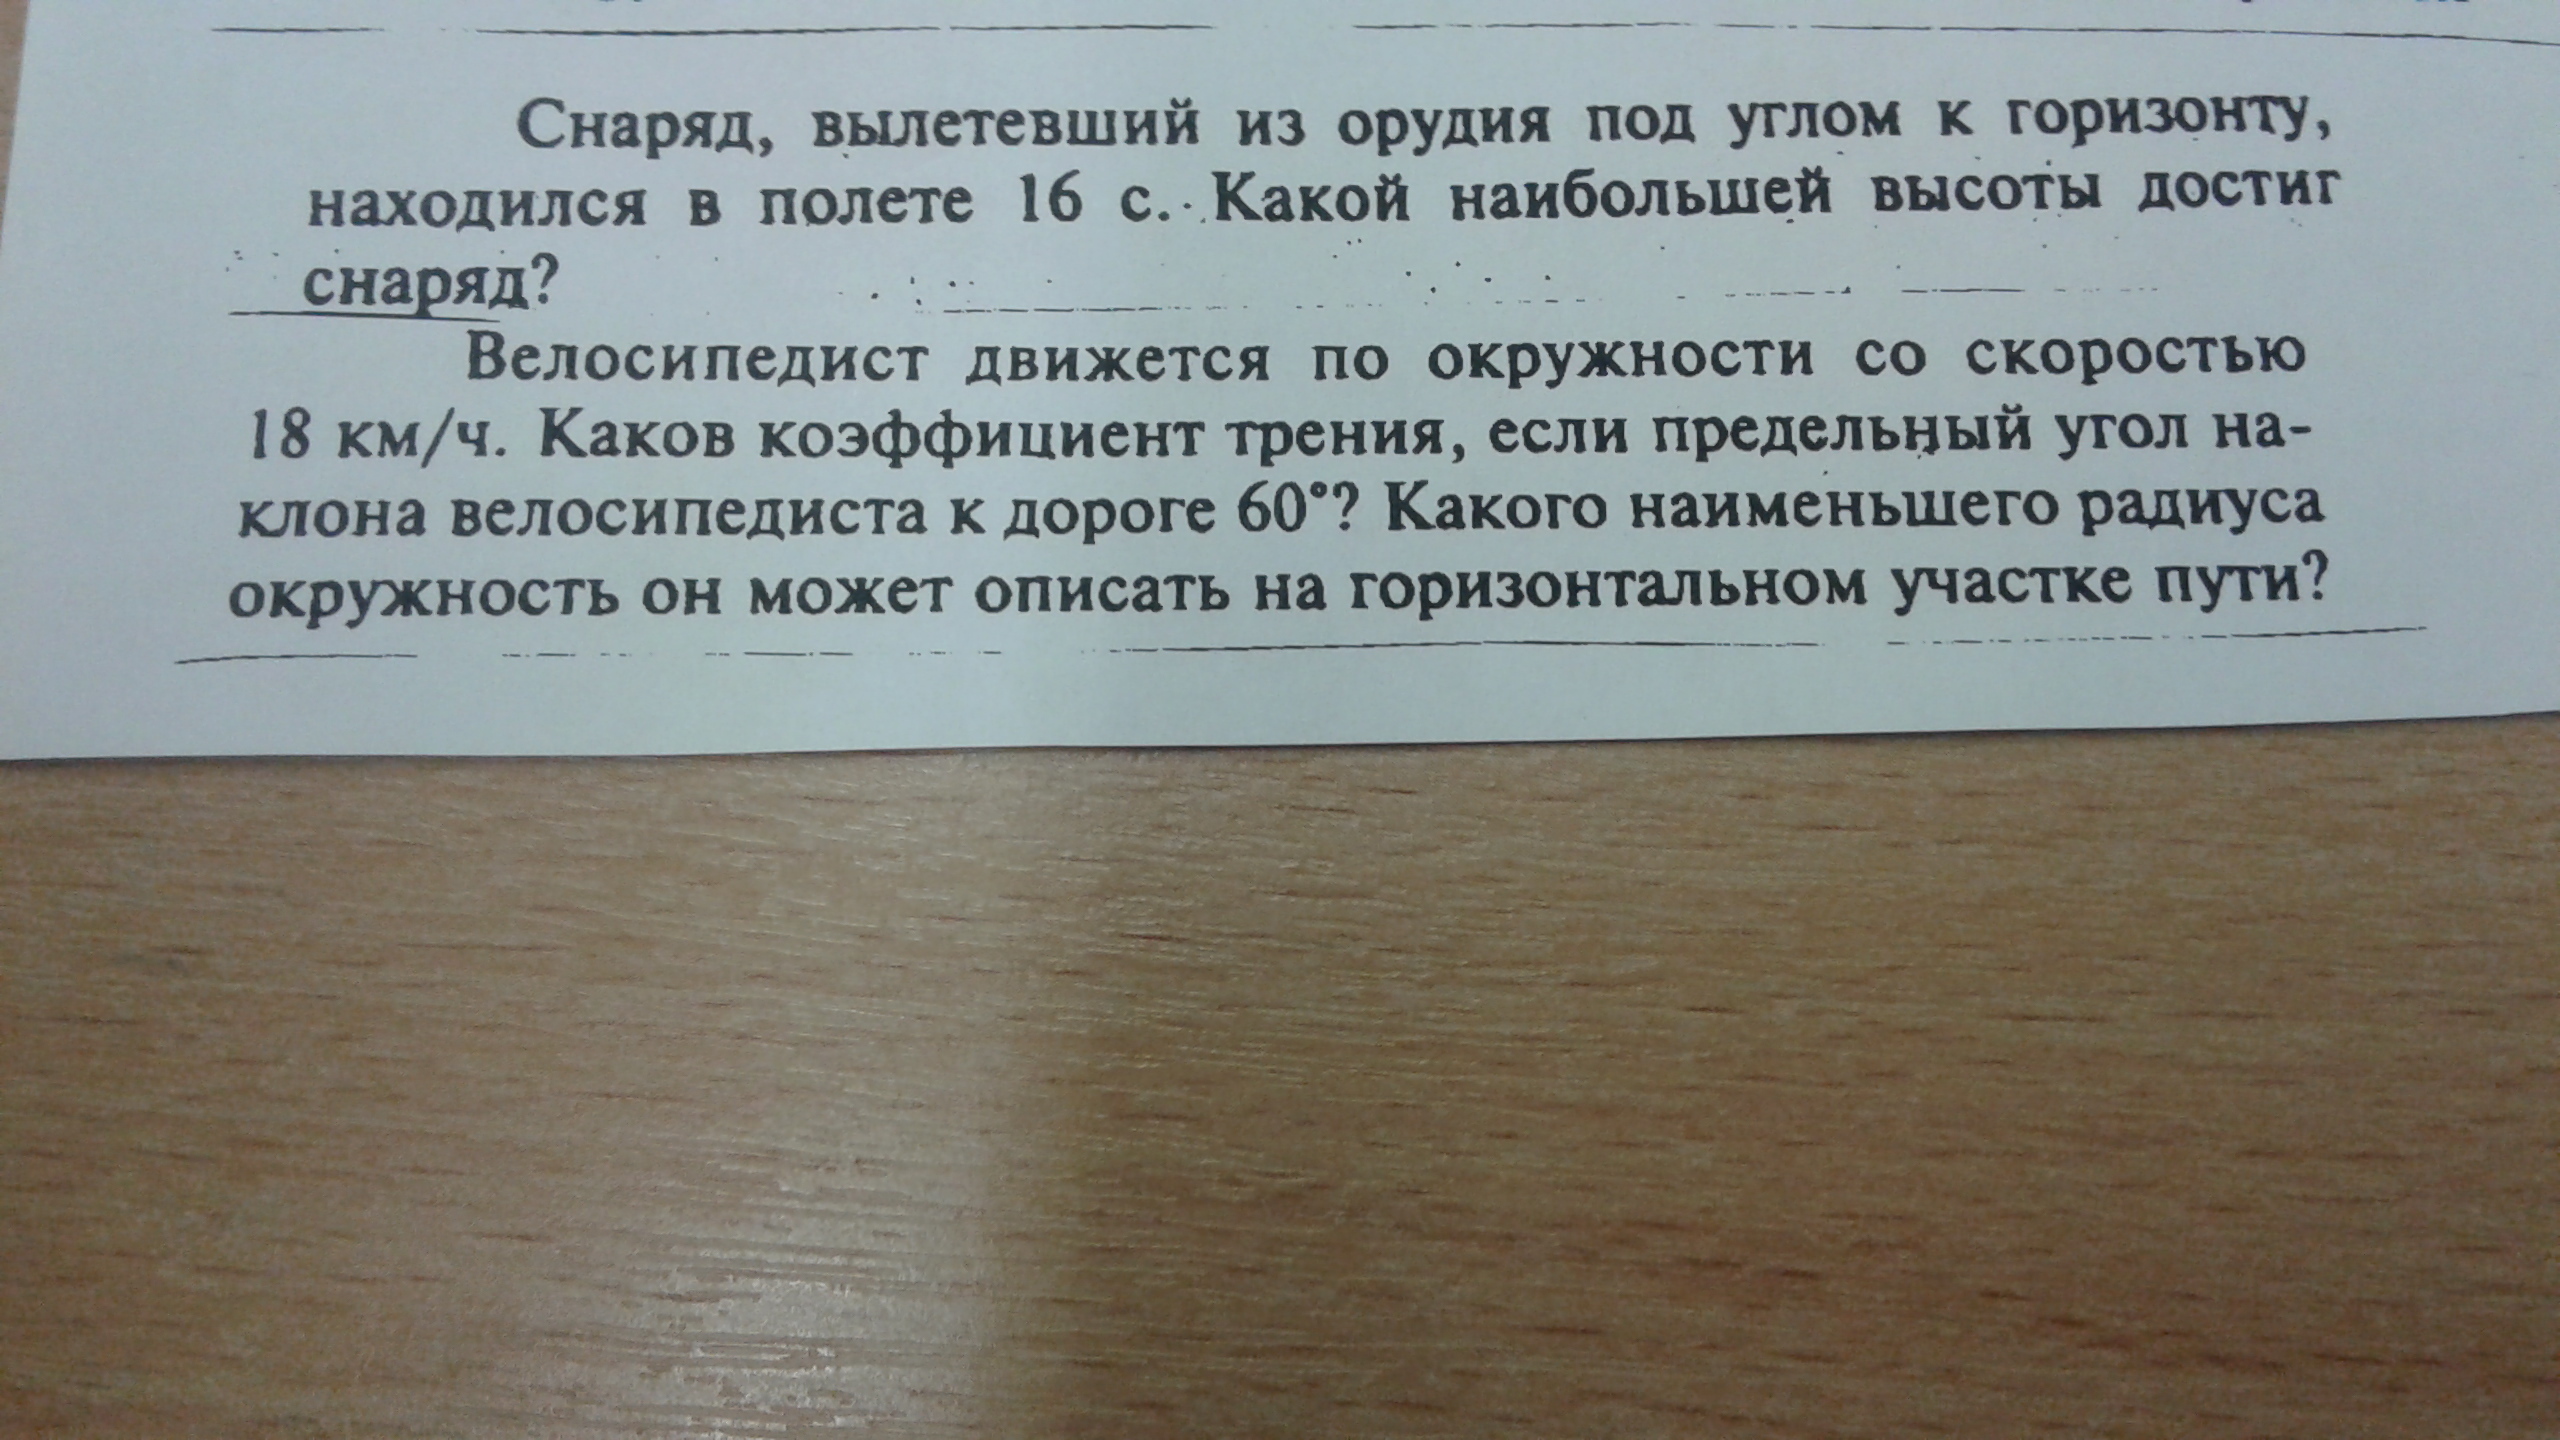 Снаряд, вылетевший из орудия под углом к горизонту,
находился в полете 16 с. Какой наибольшей высоты достиг
снаряд?
Велосипедист движется по окружности со скоростью
18 км/ч. Каков коэффициент трения, если предельный угол на-
клона велосипедиста к дороге 60°? Какого наименьшего радиуса
окружность он может описать на горизонтальном участке пути?